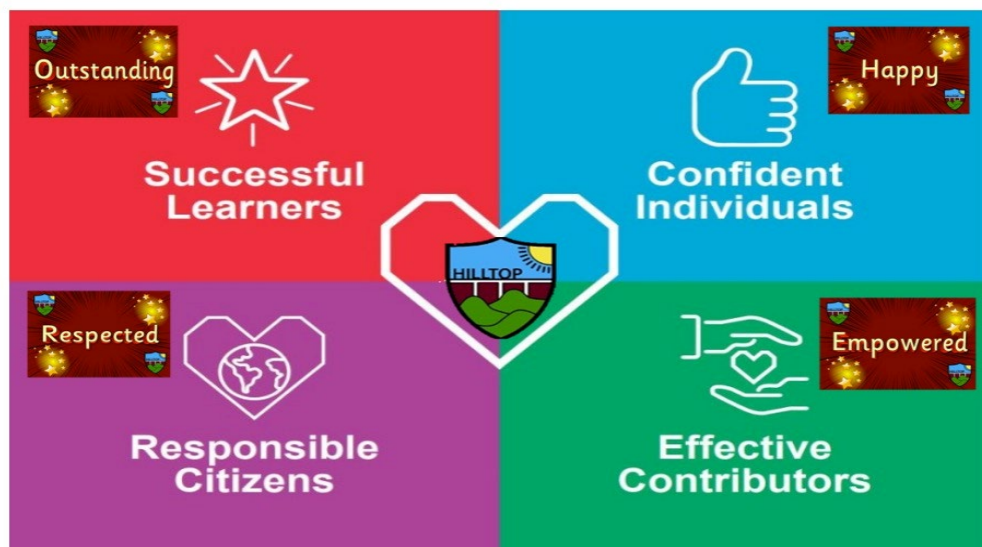 Outstanding
Successful
Learners
Happy
Confident
Individuals
HILLTOP
Respected
Responsible
Citizens
Empowered
Effective
Contributors